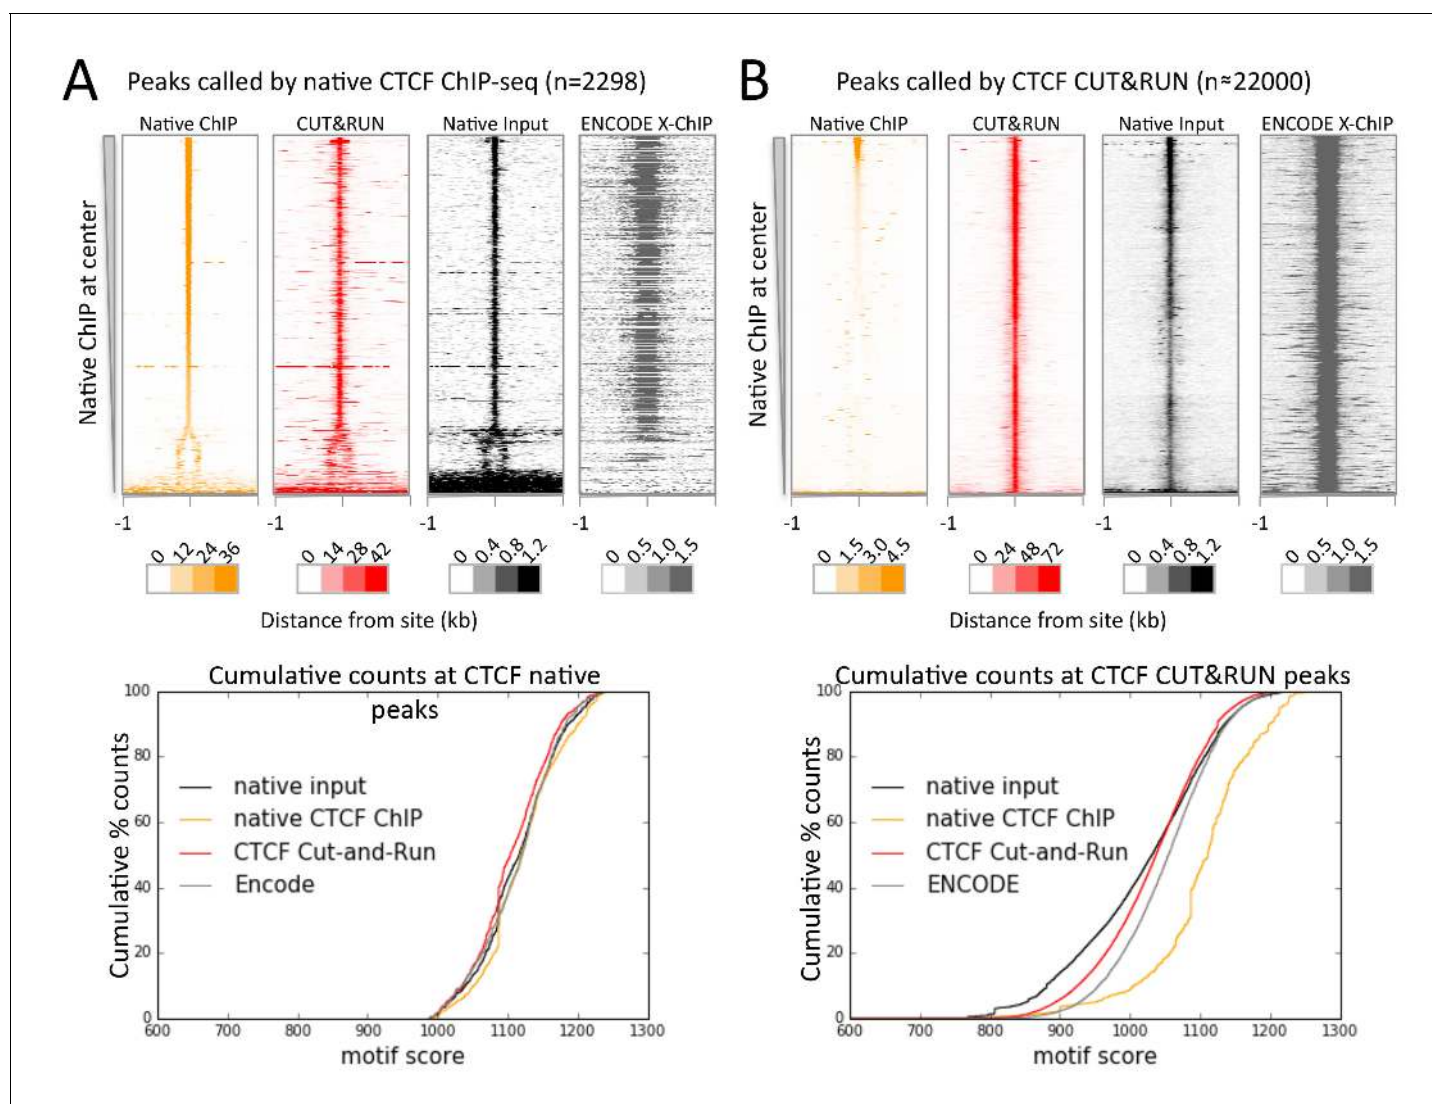 A
Peaks called by native CTCF ChIP-seq (n=2298)
Native ChIP CUT&RUN Native Input ENCODE X-ChIP
Native ChIP at center
-1 -1 -1 -1
0 12 24 36 0 14 28 42 0 0.4 0.8 1.2 0 0.5 1.0 1.5
Distance from site (kb)
Cumulative counts at CTCF native
peaks
Cumulative % counts
100
80
60
40
20
0
native input
native CTCF ChIP
CTCF Cut-and-Run
Encode
600 700 800 900 1000 1100 1200 1300
motif score
B
Peaks called by CTCF CUT&RUN (n≈22000)
Native ChIP CUT&RUN Native Input ENCODE X-ChIP
Native ChIP at center
-1 -1 -1 -1
0 1.5 3.0 4.5 0 24 48 72 0 0.4 0.8 1.2 0 0.5 1.0 1.5
Distance from site (kb)
Cumulative counts at CTCF CUT&RUN peaks
Cumulative % counts
100
80
60
40
20
0
native input
native CTCF ChIP
CTCF Cut-and-Run
ENCODE
600 700 800 900 1000 1100 1200 1300
motif score